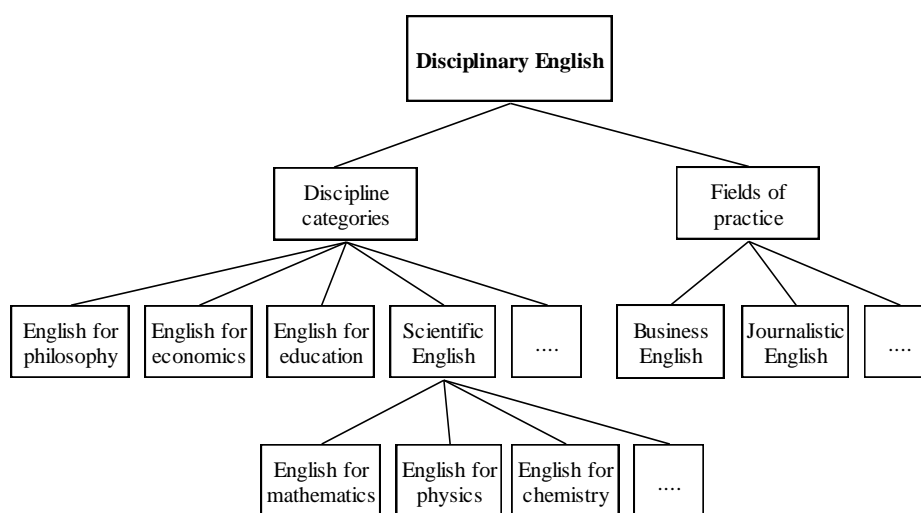 Disciplinary English
Discipline
categories
Fields of
practice
English for
philosophy
English for
economics
English for
education
Scientific
English
....
Business
English
Journalistic
English
....
English for
mathematics
English for
physics
English for
chemistry
....